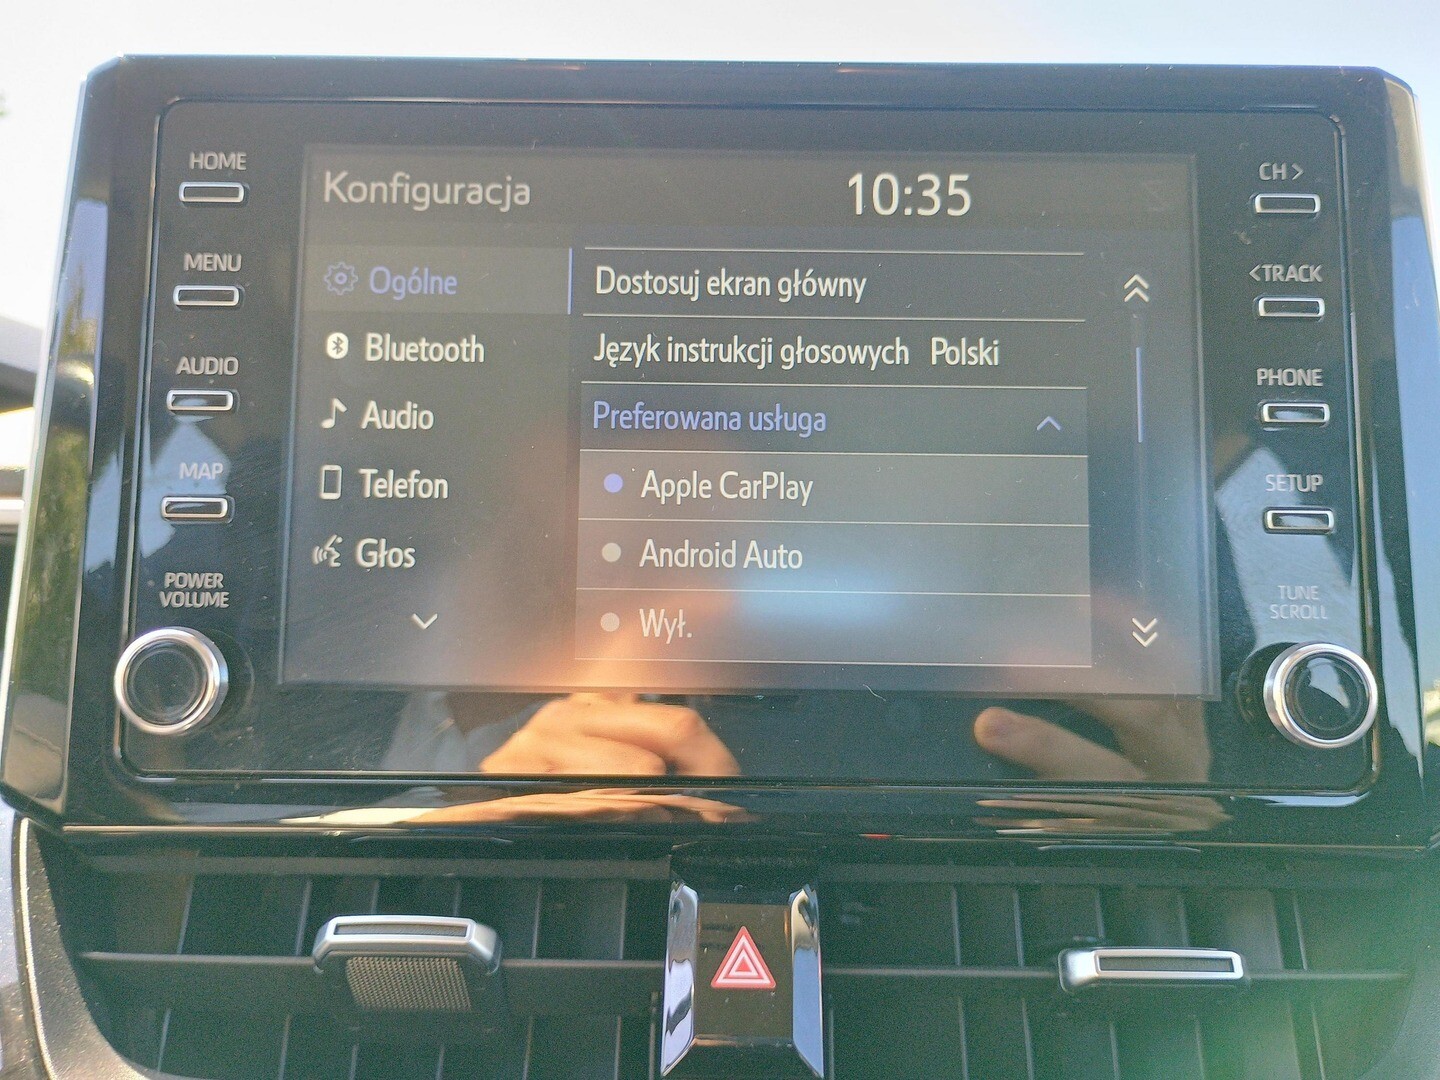 HOME
MENU
AUDIO
MAP
POWER
VOLUME
Konfiguracja
10:35
Ogólne
Bluetooth
Audio
Telefon
Głos
Dostosuj ekran główny
Język instrukcji głosowych Polski
Preferowana usługa
Apple CarPlay
Android Auto
Wył.
CH >
<TRACK
PHONE
SETUP
TUNE
SCROLL